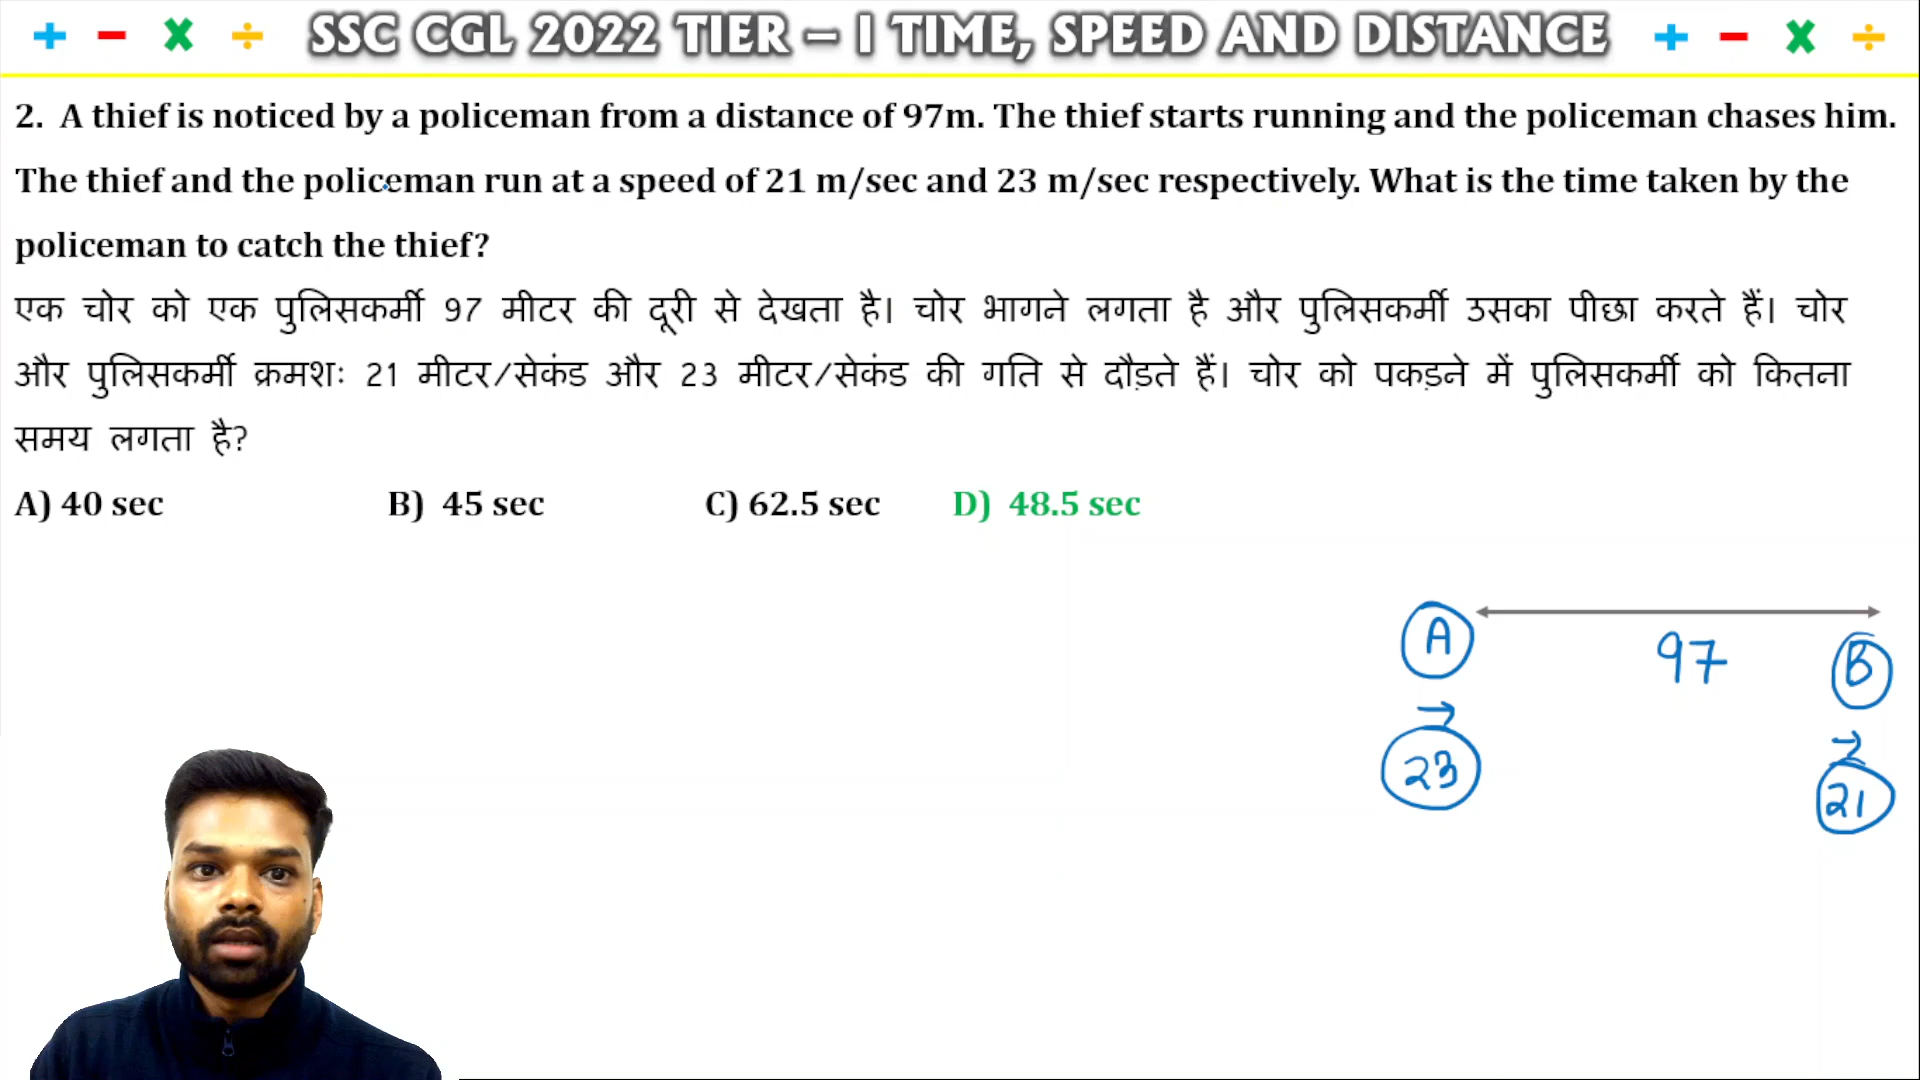 SSC CGL 2022 TIER – I TIME, SPEED AND DISTANCE
2. A thief is noticed by a policeman from a distance of 97m. The thief starts running and the policeman chases him.
The thief and the policeman run at a speed of 21 m/sec and 23 m/sec respectively. What is the time taken by the
policeman to catch the thief?
एक चोर को एक पुलिसकर्मी 97 मीटर की दूरी से देखता है। चोर भागने लगता है और पुलिसकर्मी उसका पीछा करते हैं। चोर
और पुलिसकर्मी क्रमशः 21 मीटर/सेकंड और 23 मीटर/सेकंड की गति से दौड़ते हैं। चोर को पकड़ने में पुलिसकर्मी को कितना
समय लगता है?
A) 40 sec B) 45 sec C) 62.5 sec D) 48.5 sec
A 97 B
23 21